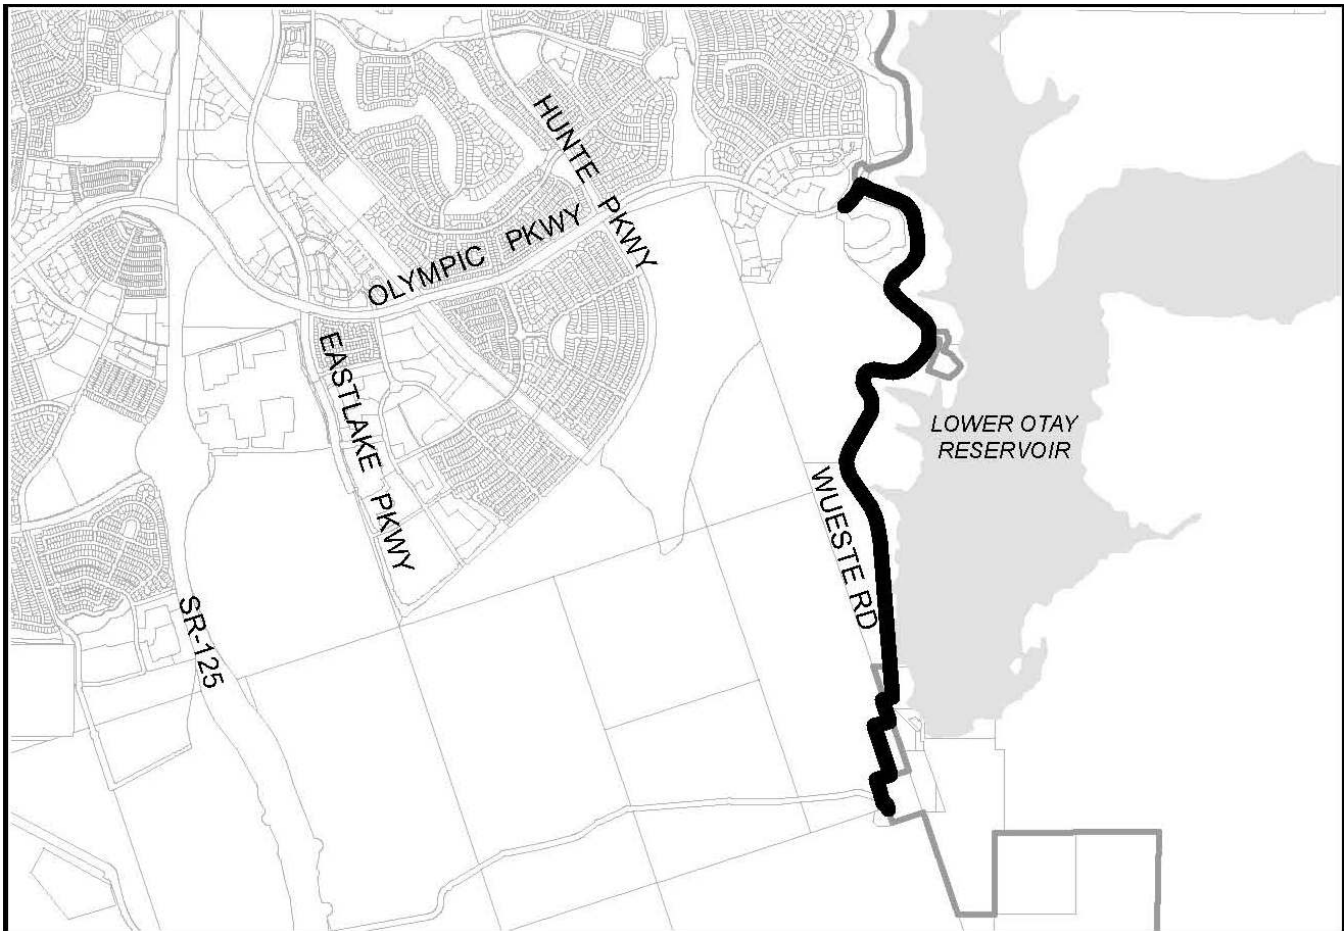 HUNTE PKWY
OLYMPIC PKWY
EASTLAKE PKWY
LOWER OTAY
RESERVOIR
WUESTE RD
SR-125